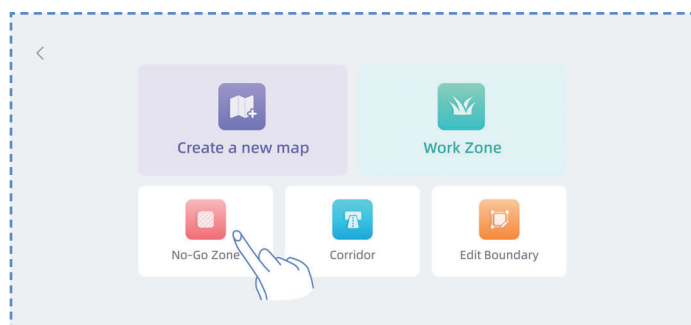 Create a new map
Work Zone
No-Go Zone
Corridor
Edit Boundary